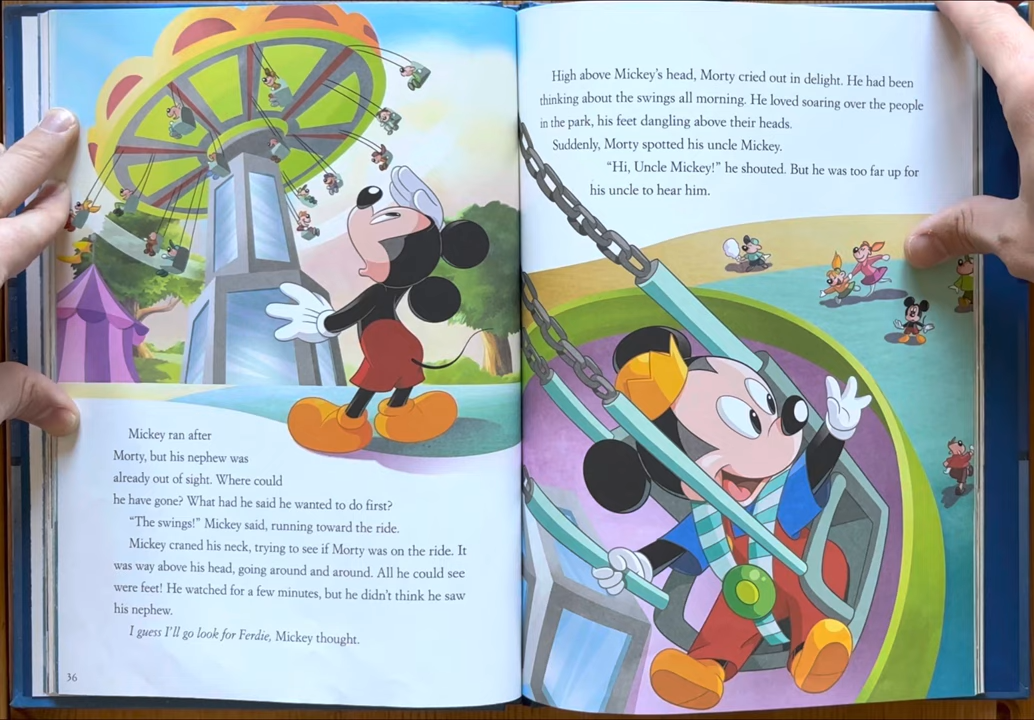 Mickey ran after
Morty, but his nephew was
already out of sight. Where could
he have gone? What had he said he wanted to do first?
“The swings!” Mickey said, running toward the ride.
Mickey craned his neck, trying to see if Morty was on the ride. It
was way above his head, going around and around. All he could see
were feet! He watched for a few minutes, but he didn’t think he saw
his nephew.
I guess I’ll go look for Ferdie, Mickey thought.
36
High above Mickey’s head, Morty cried out in delight. He had been
thinking about the swings all morning. He loved soaring over the people
in the park, his feet dangling above their heads.
Suddenly, Morty spotted his uncle Mickey.
“Hi, Uncle Mickey!” he shouted. But he was too far up for
his uncle to hear him.